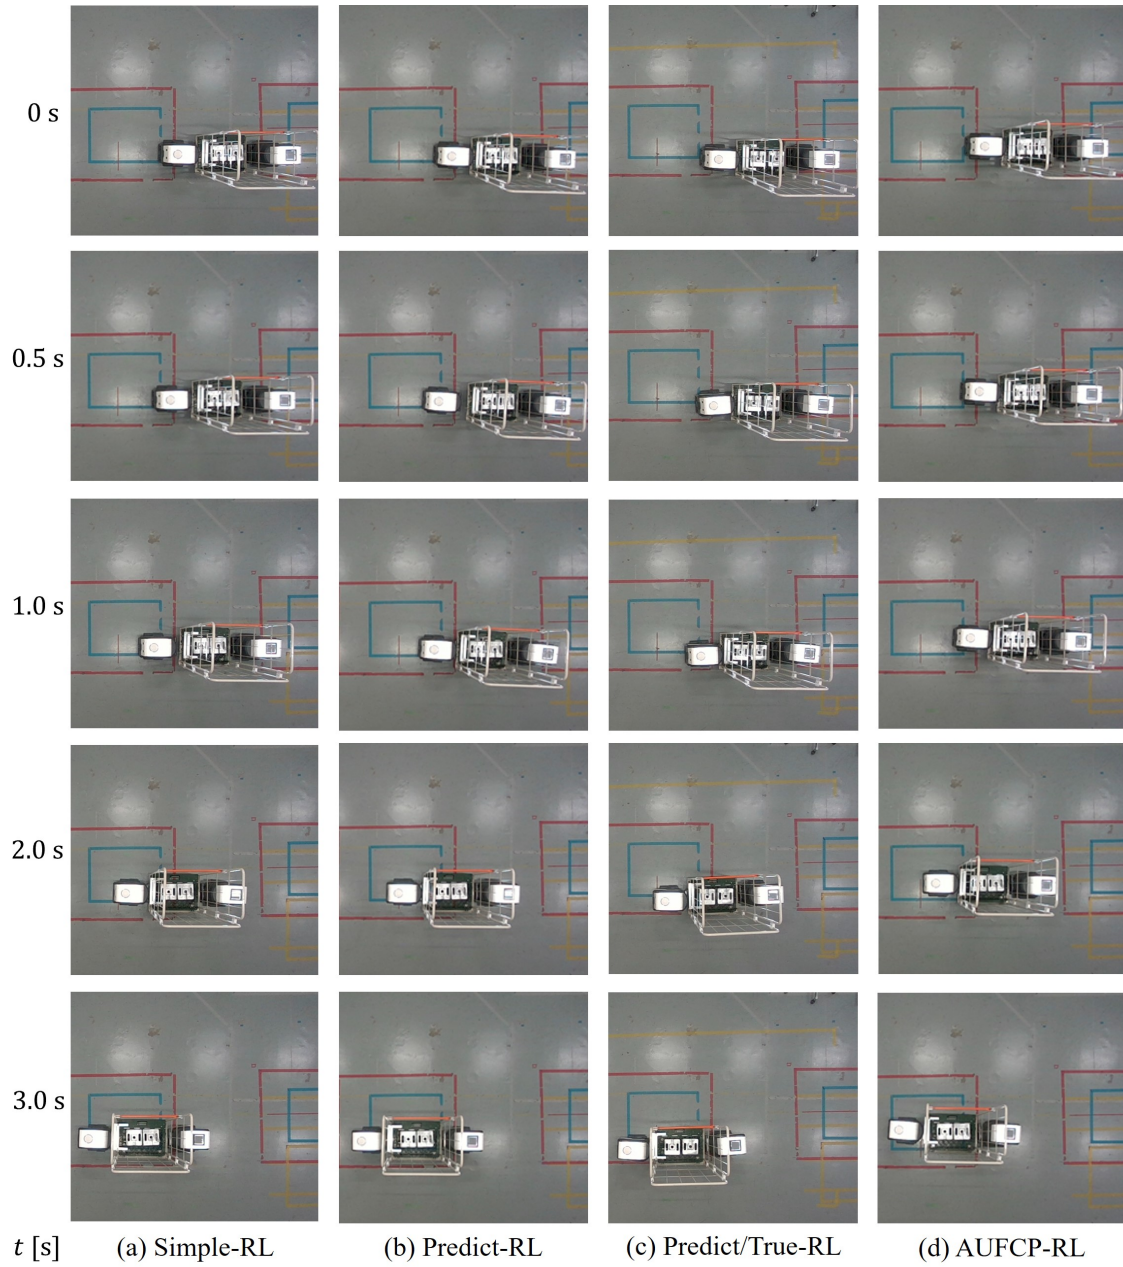 0 s
0.5 s
1.0 s
2.0 s
3.0 s
t [s]
(a) Simple-RL
(b) Predict-RL
(c) Predict/True-RL
(d) AUFCP-RL